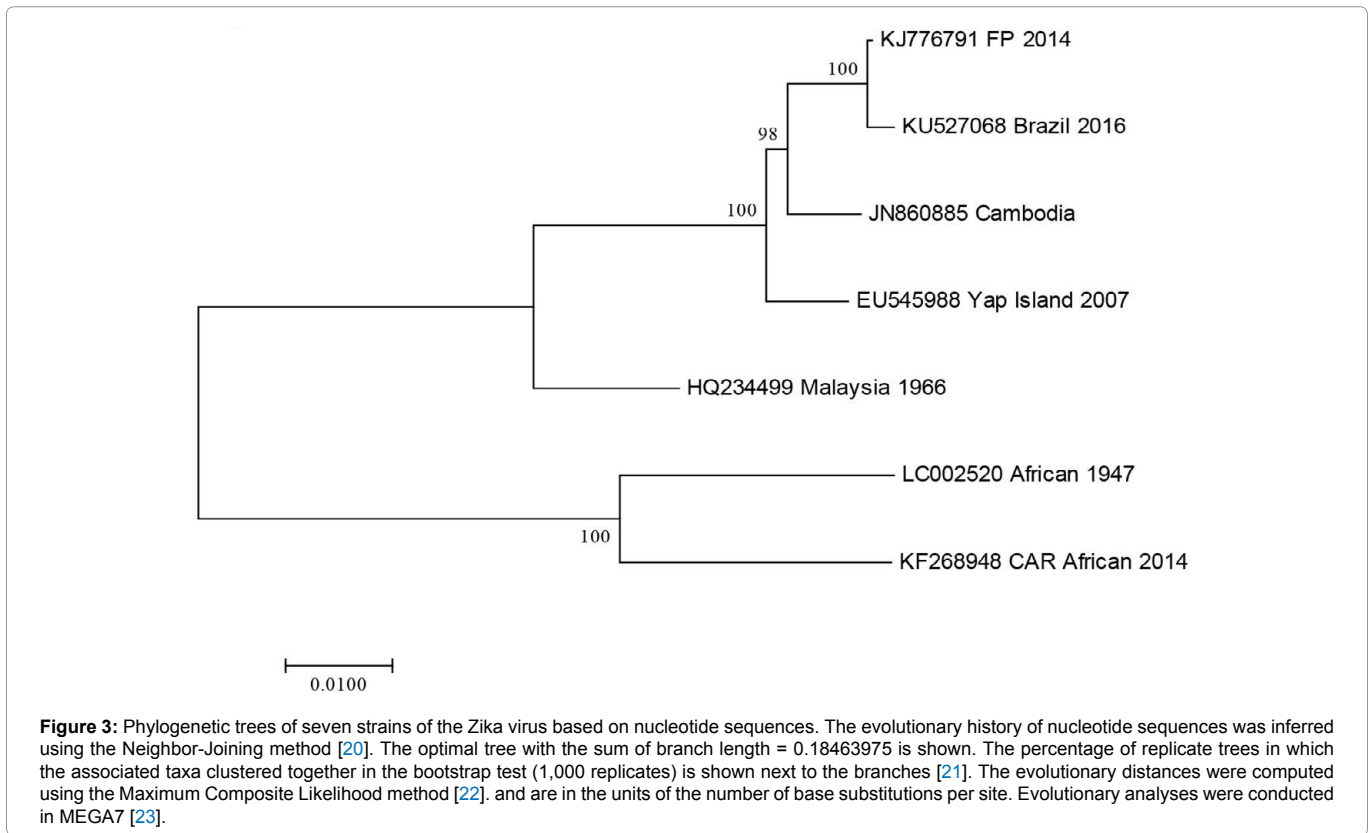 KJ776791 FP 2014
100
KU527068 Brazil 2016
98
JN860885 Cambodia
100
EU545988 Yap Island 2007
HQ234499 Malaysia 1966
LC002520 African 1947
100
KF268948 CAR African 2014
0.0100
Figure 3: Phylogenetic trees of seven strains of the Zika virus based on nucleotide sequences. The evolutionary history of nucleotide sequences was inferred
using the Neighbor-Joining method [20]. The optimal tree with the sum of branch length = 0.18463975 is shown. The percentage of replicate trees in which
the associated taxa clustered together in the bootstrap test (1,000 replicates) is shown next to the branches [21]. The evolutionary distances were computed
using the Maximum Composite Likelihood method [22]. and are in the units of the number of base substitutions per site. Evolutionary analyses were conducted
in MEGA7 [23].